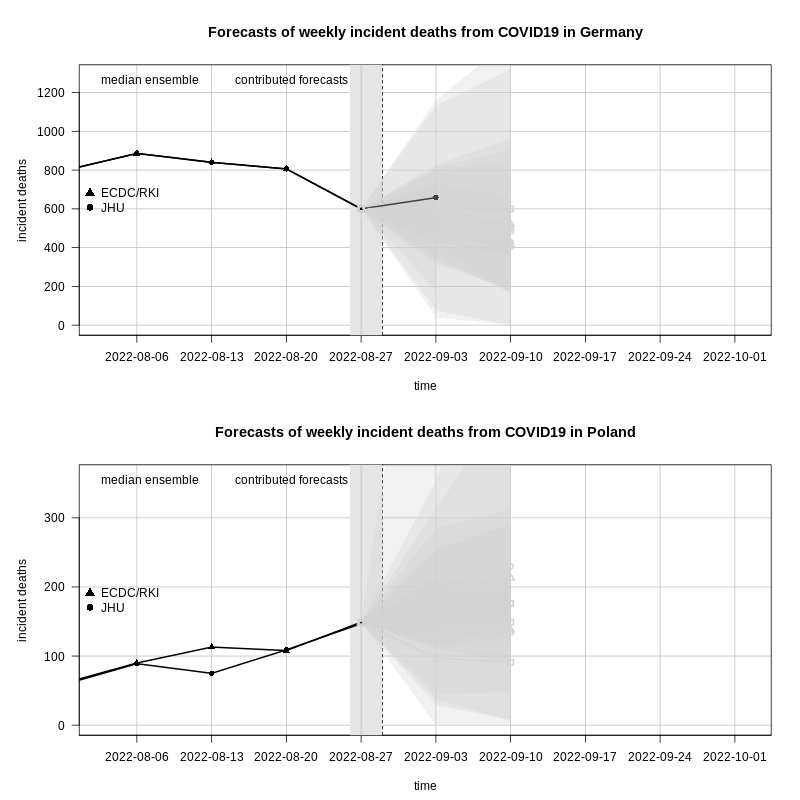 Forecasts of weekly incident deaths from COVID19 in Germany
median ensemble contributed forecasts
1200
1000
800
600
400
200
0
incident deaths
ECDC/RKI
JHU
2022-08-06 2022-08-13 2022-08-20 2022-08-27 2022-09-03 2022-09-10 2022-09-17 2022-09-24 2022-10-01
time
Forecasts of weekly incident deaths from COVID19 in Poland
median ensemble contributed forecasts
300
200
100
0
incident deaths
ECDC/RKI
JHU
2022-08-06 2022-08-13 2022-08-20 2022-08-27 2022-09-03 2022-09-10 2022-09-17 2022-09-24 2022-10-01
time